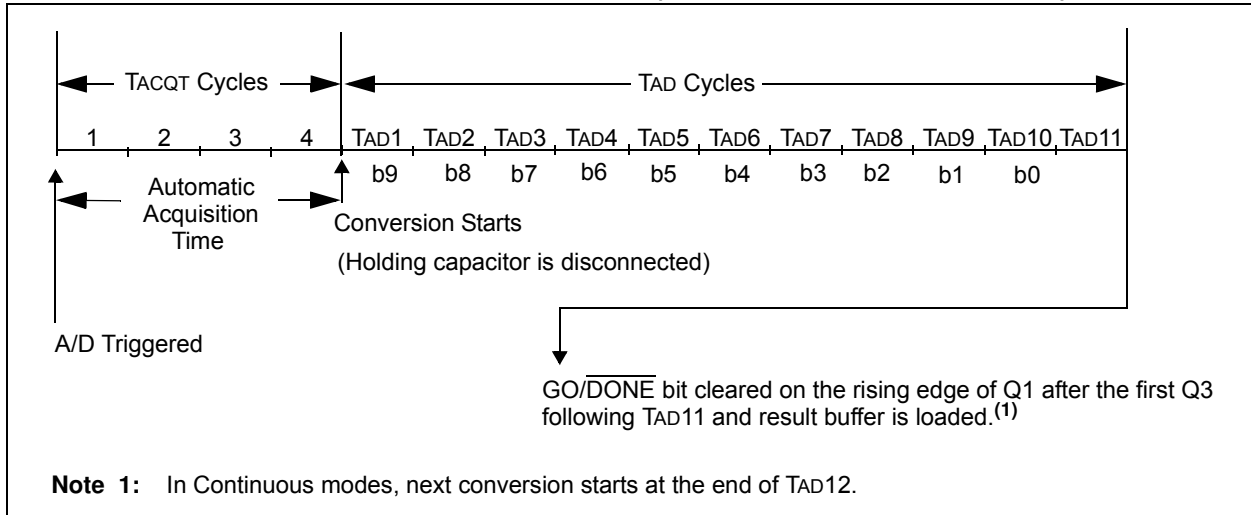 TACQT Cycles
TAD Cycles
1 2 3 4 TAD1 TAD2 TAD3 TAD4 TAD5 TAD6 TAD7 TAD8 TAD9 TAD10 TAD11
b9 b8 b7 b6 b5 b4 b3 b2 b1 b0
Automatic
Acquisition
Time
Conversion Starts
(Holding capacitor is disconnected)
A/D Triggered
GO/DONE bit cleared on the rising edge of Q1 after the first Q3
following TAD11 and result buffer is loaded.(1)
Note 1: In Continuous modes, next conversion starts at the end of TAD12.